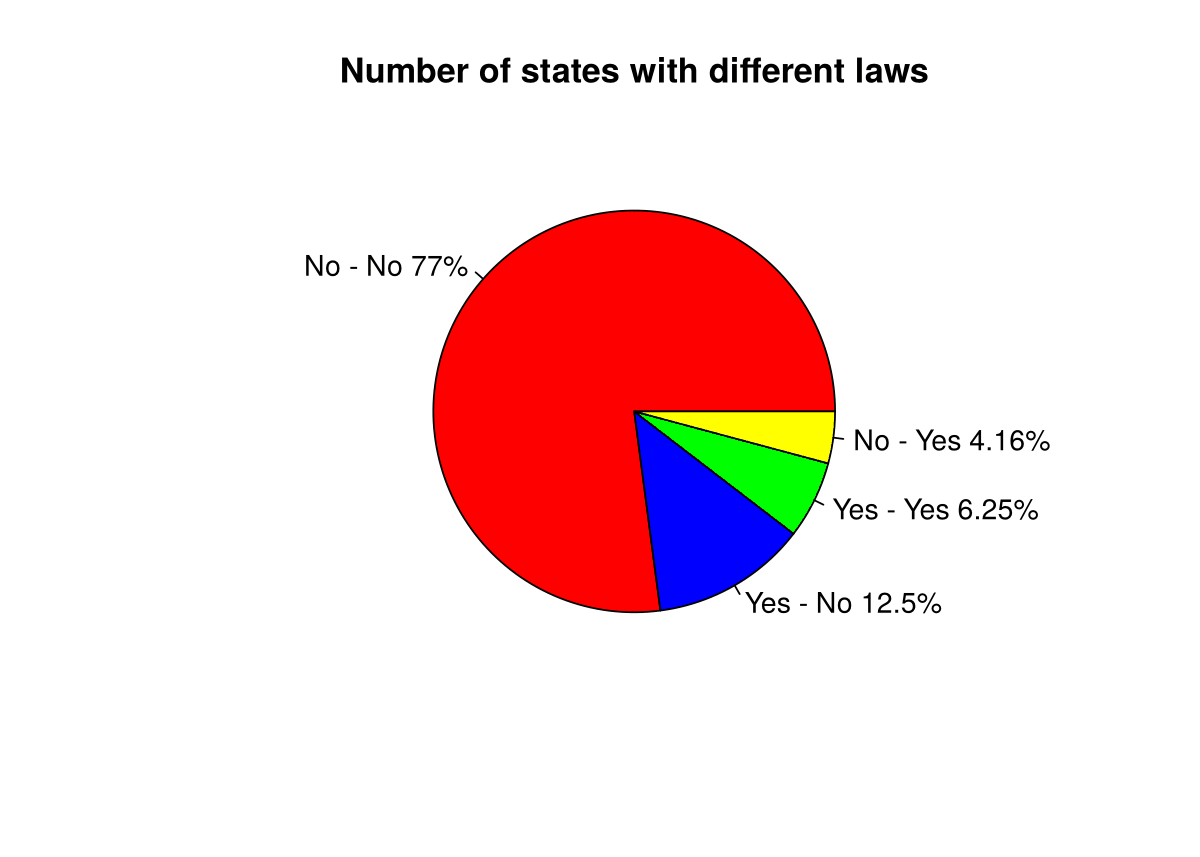 Number of states with different laws
No - No 77%
No - Yes 4.16%
Yes - Yes 6.25%
Yes - No 12.5%